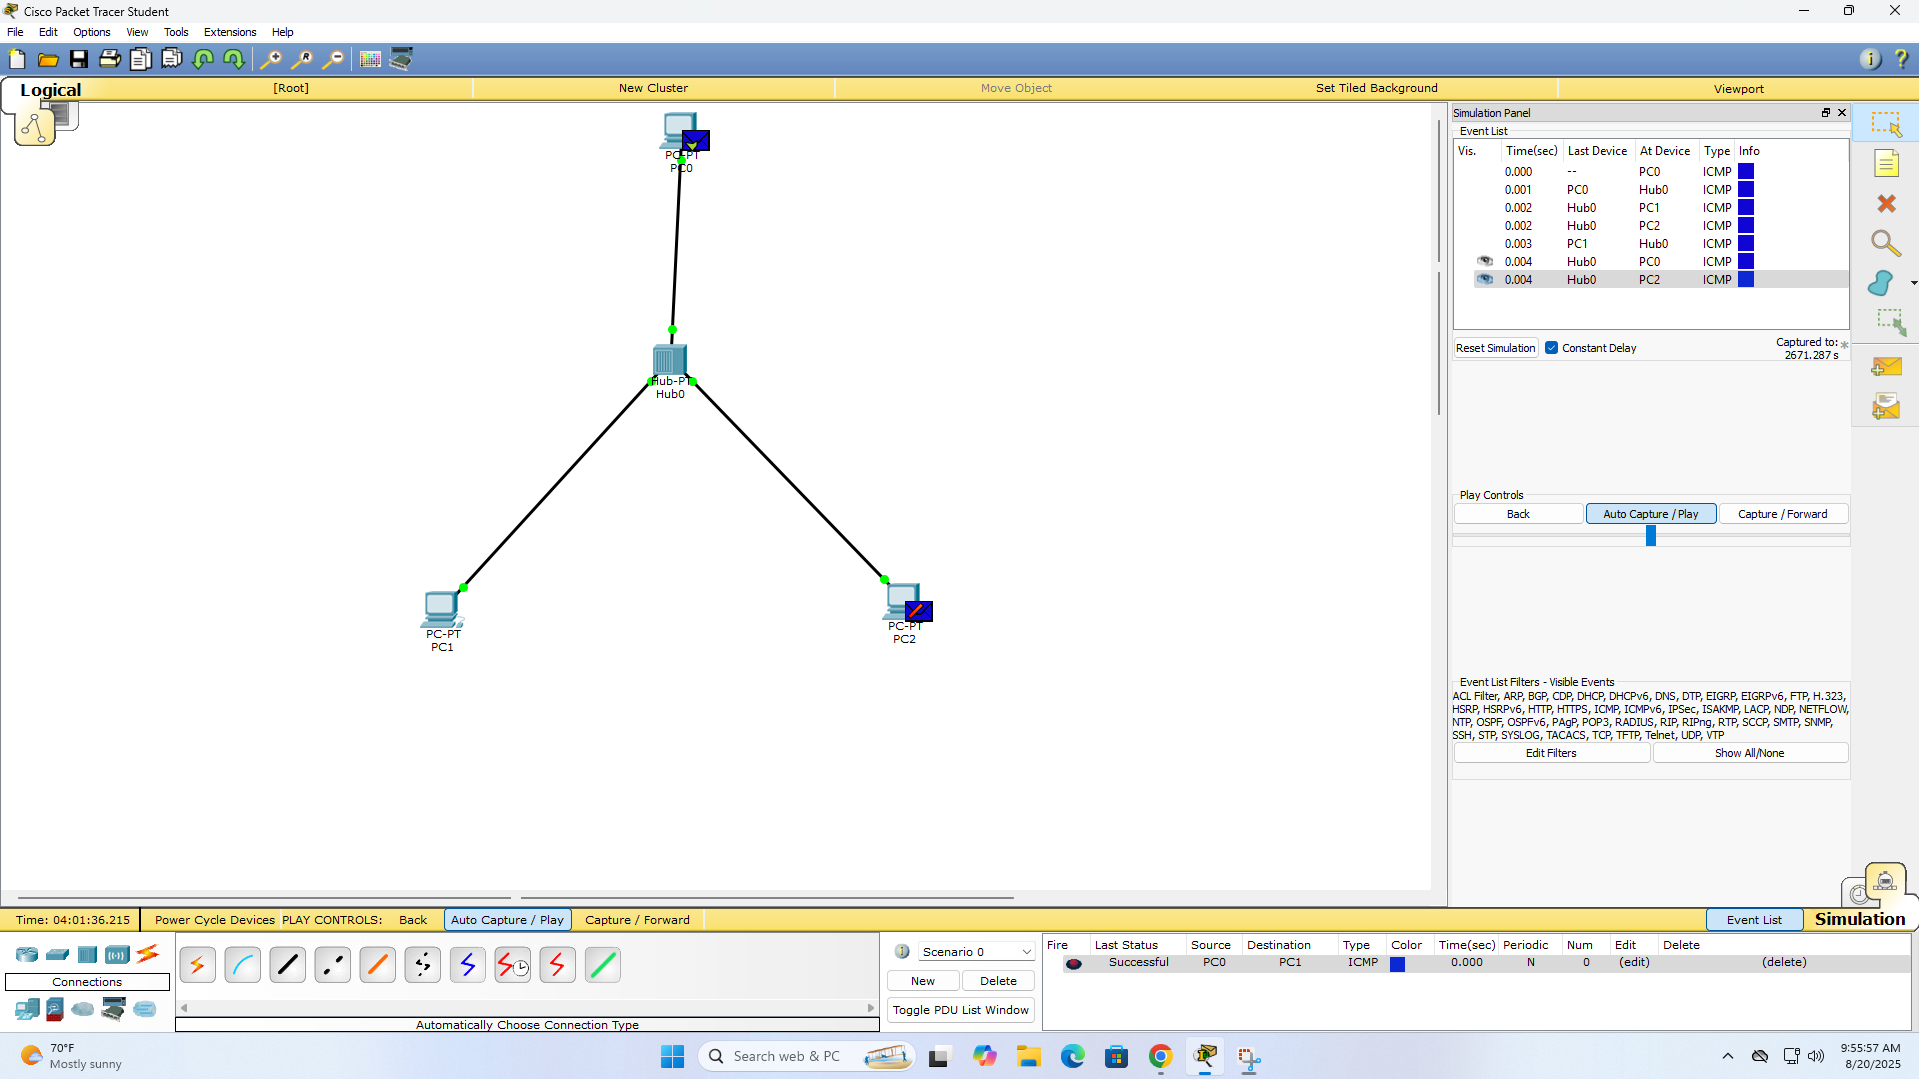 Cisco Packet Tracer Student
File Edit Options View Tools Extensions Help
Logical [Root] New Cluster Move Object Set Tiled Background Viewport
PC-PT
PC0
Hub-PT
Hub0
PC-PT
PC1
PC-PT
PC2
Simulation Panel
Event List
Vis. Time(sec) Last Device At Device Type Info
0.000 -- PC0 ICMP
0.001 PC0 Hub0 ICMP
0.002 Hub0 PC1 ICMP
0.002 Hub0 PC2 ICMP
0.003 PC1 Hub0 ICMP
0.004 Hub0 PC0 ICMP
0.004 Hub0 PC2 ICMP
Reset Simulation Constant Delay Captured to: *
2671.287 s
Play Controls
Back Auto Capture / Play Capture / Forward
Event List Filters - Visible Events
ACL Filter, ARP, BGP, CDP, DHCP, DHCPv6, DNS, DTP, EIGRP, EIGRPv6, FTP, H.323,
HSRP, HSRPv6, HTTP, HTTPS, ICMP, ICMPv6, IPSec, ISAKMP, LACP, NDP, NETFLOW,
NTP, OSPF, OSPFv6, PAgP, POP3, RADIUS, RIP, RIPng, RTP, SCCP, SMTP, SNMP,
SSH, STP, SYSLOG, TACACS, TCP, TFTP, Telnet, UDP, VTP
Edit Filters Show All/None
Time: 04:01:36.215 Power Cycle Devices PLAY CONTROLS: Back Auto Capture / Play Capture / Forward Event List Simulation
Connections
Automatically Choose Connection Type
Scenario 0
New Delete
Toggle PDU List Window
Fire Last Status Source Destination Type Color Time(sec) Periodic Num Edit Delete
Successful PC0 PC1 ICMP 0.000 N 0 (edit) (delete)
70°F
Mostly sunny
Search web & PC
9:55:57 AM
8/20/2025